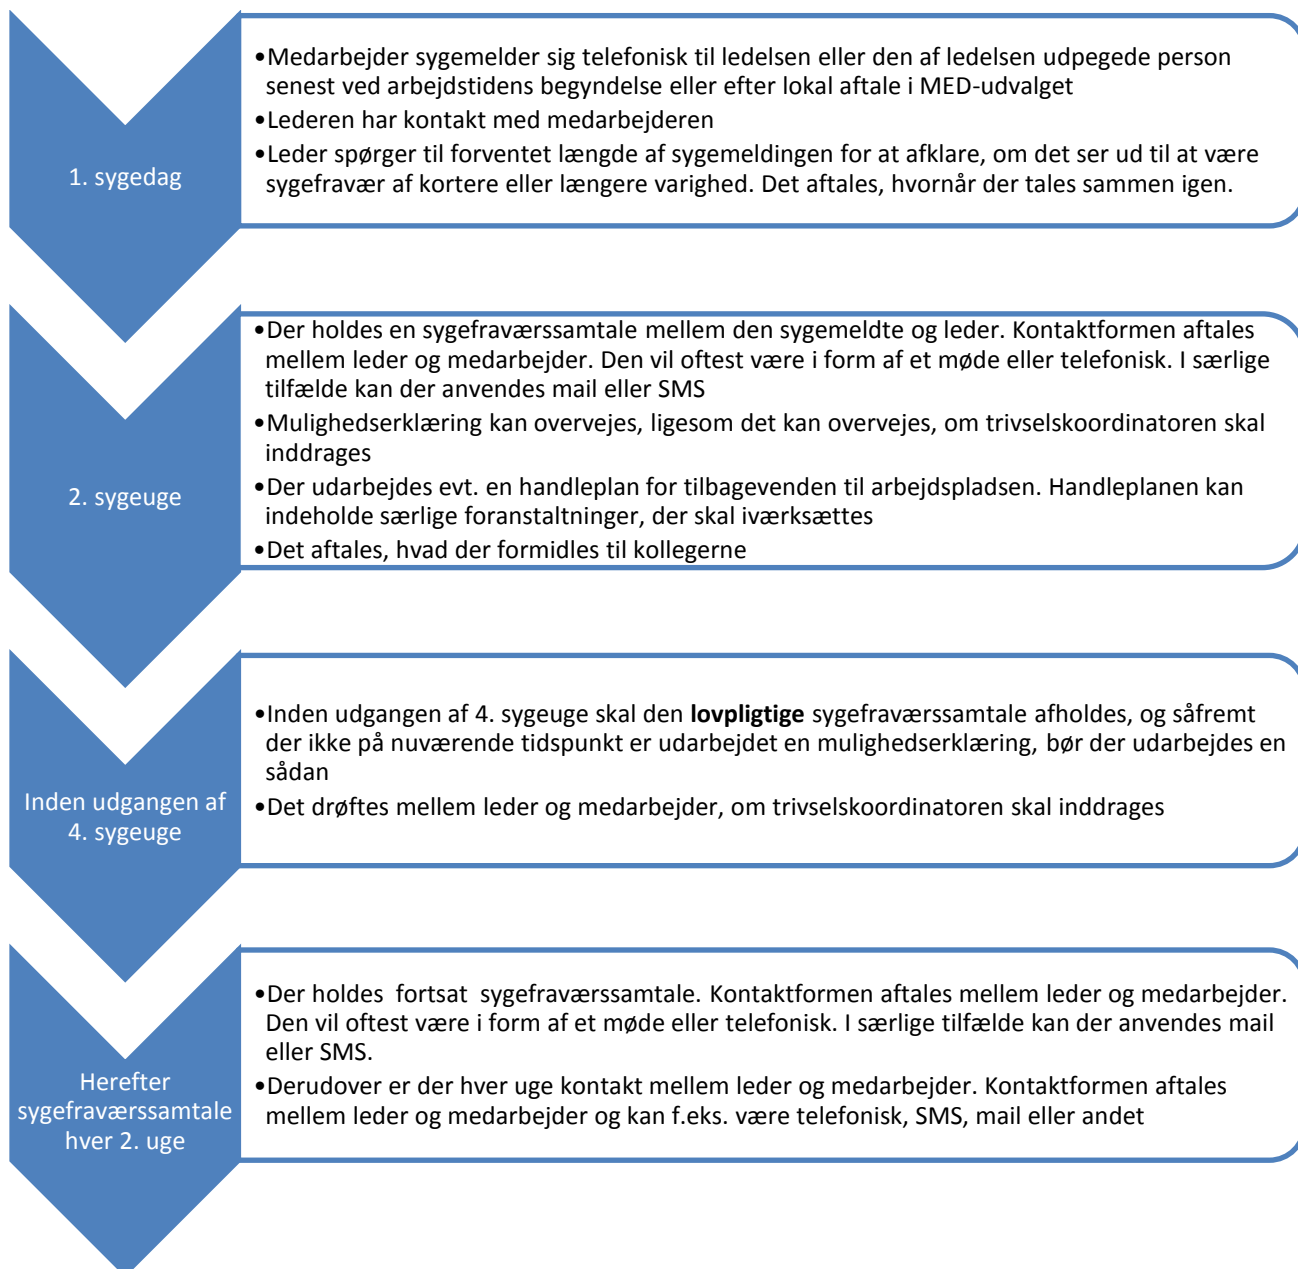 1. sygedag
•Medarbejder sygemelder sig telefonisk til ledelsen eller den af ledelsen udpegede person
senest ved arbejdstidens begyndelse eller efter lokal aftale i MED-udvalget
•Lederen har kontakt med medarbejderen
•Leder spørger til forventet længde af sygemeldingen for at afklare, om det ser ud til at være
sygefravær af kortere eller længere varighed. Det aftales, hvornår der tales sammen igen.
2. sygeuge
•Der holdes en sygefraværssamtale mellem den sygemeldte og leder. Kontaktformen aftales
mellem leder og medarbejder. Den vil oftest være i form af et møde eller telefonisk. I særlige
tilfælde kan der anvendes mail eller SMS
•Mulighedserklæring kan overvejes, ligesom det kan overvejes, om trivselskoordinatoren skal
inddrages
•Der udarbejdes evt. en handleplan for tilbagevenden til arbejdspladsen. Handleplanen kan
indeholde særlige foranstaltninger, der skal iværksættes
•Det aftales, hvad der formidles til kollegerne
Inden udgangen af
4. sygeuge
•Inden udgangen af 4. sygeuge skal den lovpligtige sygefraværssamtale afholdes, og såfremt
der ikke på nuværende tidspunkt er udarbejdet en mulighedserklæring, bør der udarbejdes en
sådan
•Det drøftes mellem leder og medarbejder, om trivselskoordinatoren skal inddrages
Herefter
sygefraværssamtale
hver 2. uge
•Der holdes fortsat sygefraværssamtale. Kontaktformen aftales mellem leder og medarbejder.
Den vil oftest være i form af et møde eller telefonisk. I særlige tilfælde kan der anvendes mail
eller SMS.
•Derudover er der hver uge kontakt mellem leder og medarbejder. Kontaktformen aftales
mellem leder og medarbejder og kan f.eks. være telefonisk, SMS, mail eller andet